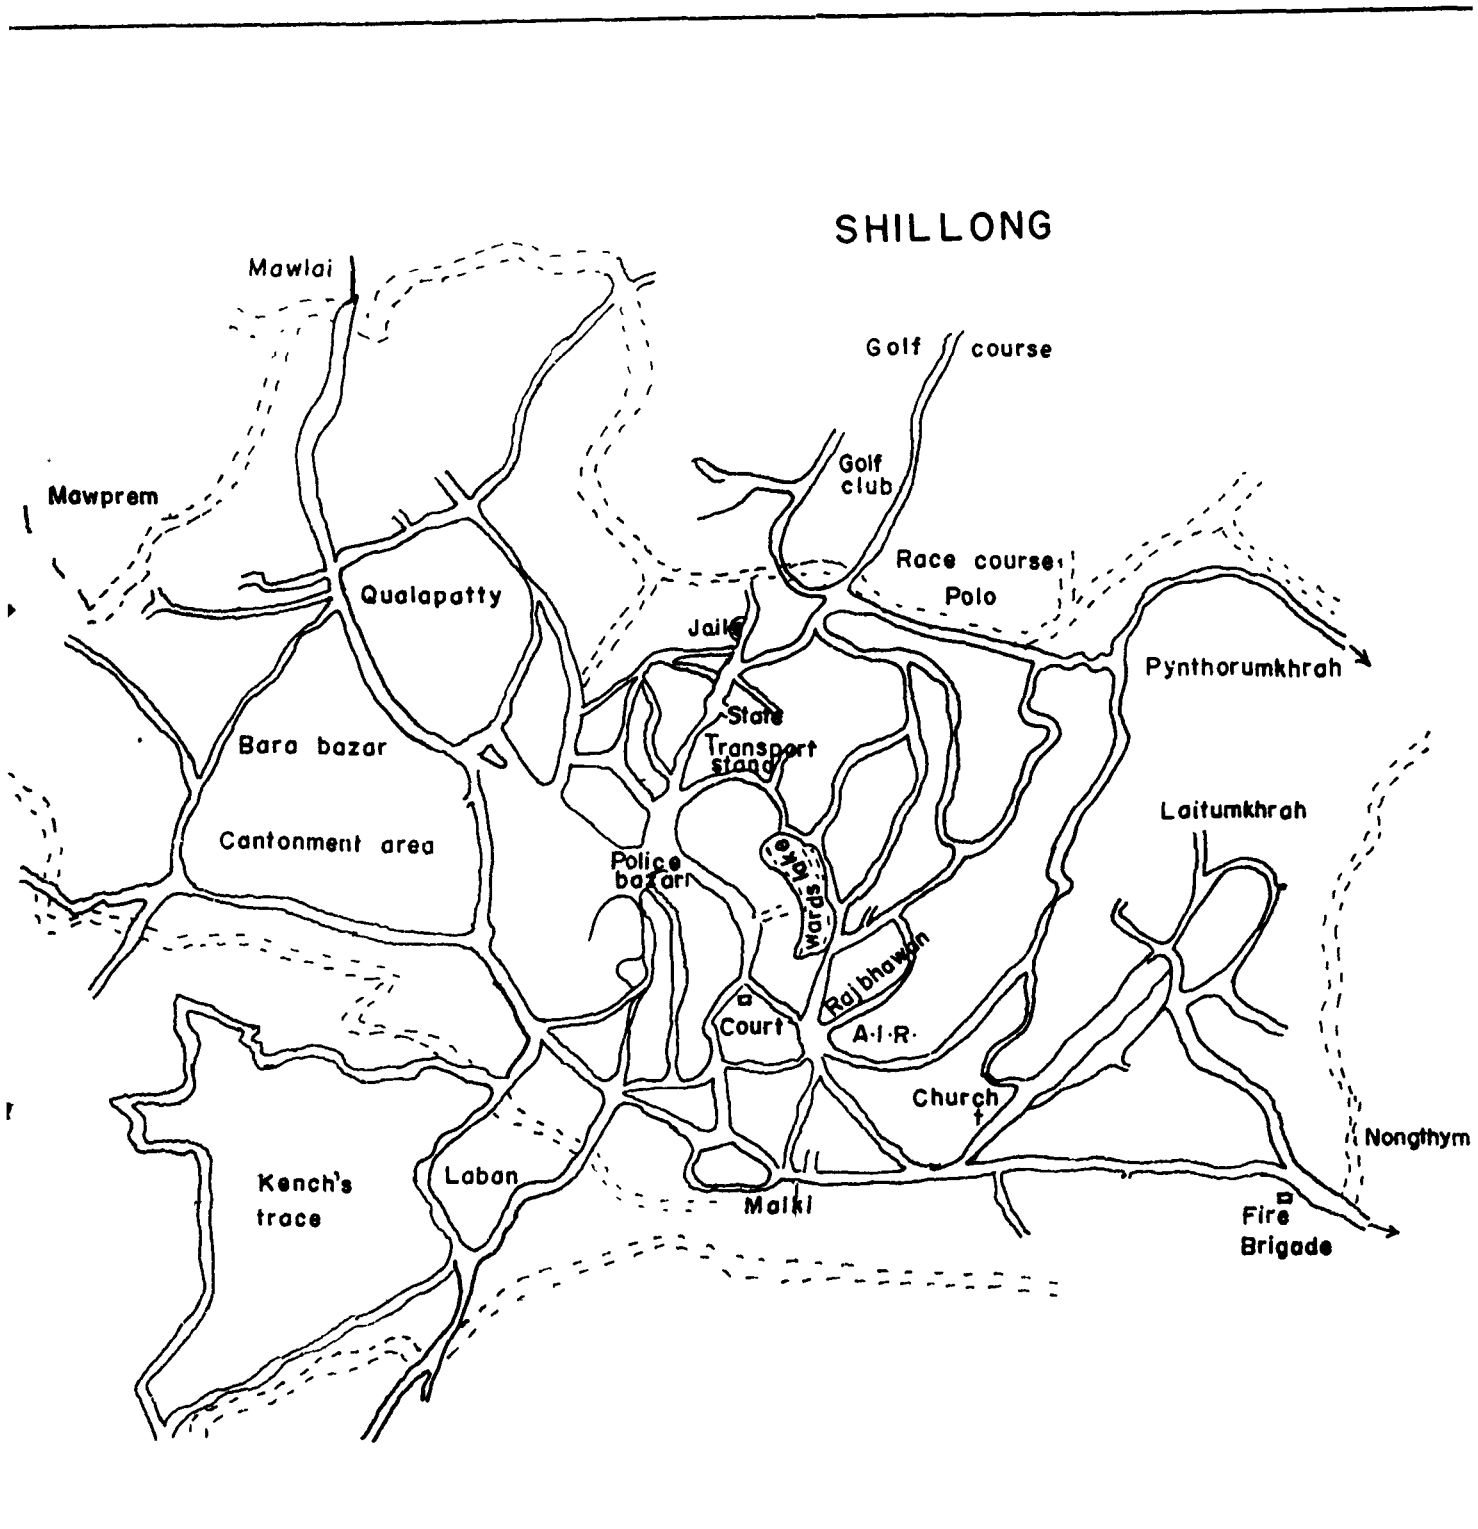 SHILLONG
Mawlai
Golf course
Golf
club
Mawprem
Race course
Polo
Qualapatty
Jail
Pynthorumkhrah
State
Transport
stand
Bara bazar
Laitumkhrah
Cantonment area
Police
bazar
Wards lake
Rajbhawan
Court
A.I.R.
Church
Nongthym
Laban
Kench's
trace
Malki
Fire
Brigade